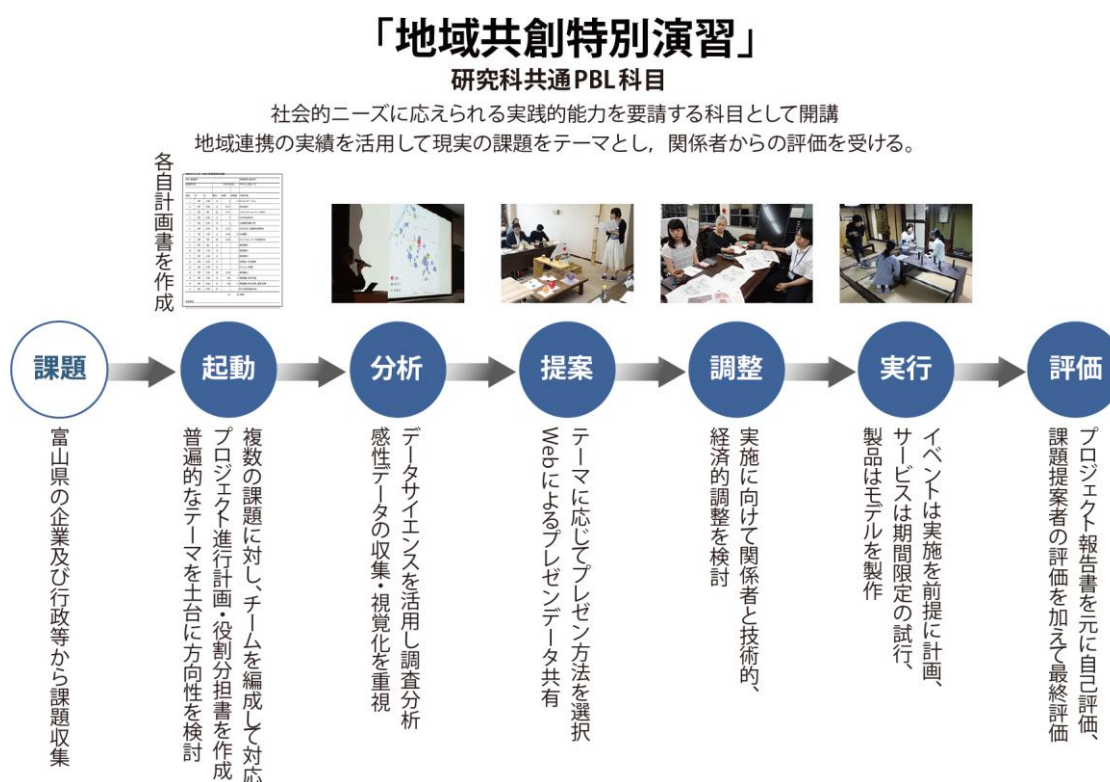 「地域共創特別演習」
研究科共通PBL科目
社会的ニーズに応えられる実践的能力を要請する科目として開講
地域連携の実績を活用して現実の課題をテーマとし，関係者からの評価を受ける。
各自計画書を作成
課題
起動
分析
提案
調整
実行
評価
富山県の企業及び行政等から課題収集
複数の課題に対し、チームを編成して対応
プロジェクト進行計画・役割分担書を作成
普遍的なテーマを土台に方向性を検討
データサイエンスを活用し調査分析
感性データの収集・視覚化を重視
テーマに応じてプレゼン方法を選択
Webによるプレゼンデータ共有
実施に向けて関係者と技術的、
経済的調整を検討
イベントは実施を前提に計画、
サービスは期間限定の試行、
製品はモデルを製作
プロジェクト報告書を元に自己評価、
課題提案者の評価を加えて最終評価